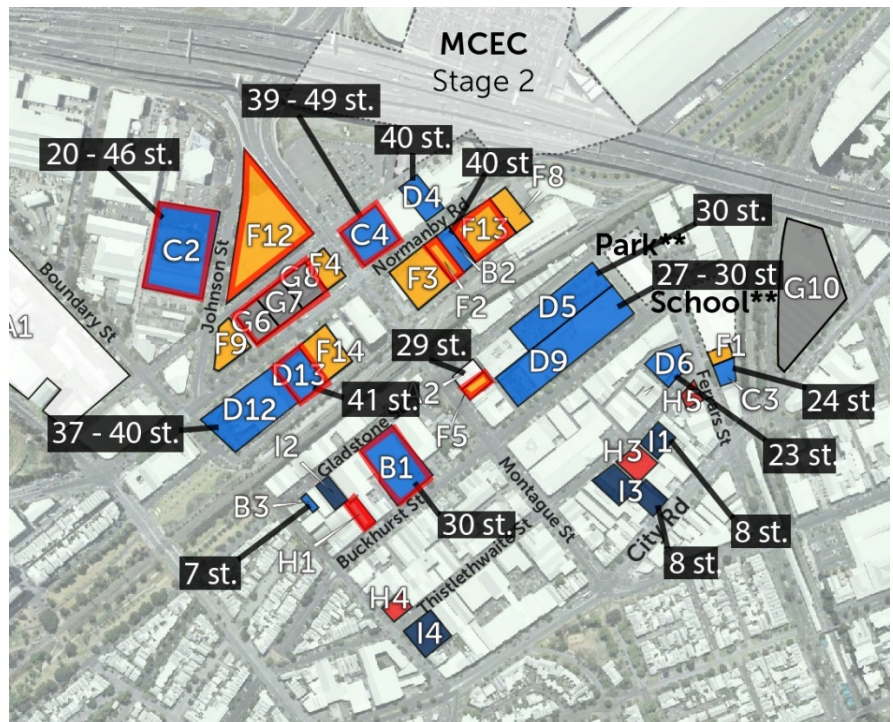 MCEC
Stage 2
39 - 49 st.
20 - 46 st.
40 st.
40 st
F8
D4
Normanby Rd
F12
C4
F13
30 st.
C2
Park**
Johnson St
F4
G8
F3
B2
27 - 30 st
Boundary St
G7
F2
D5
School**
G10
G6
A1
F9
F14
29 st.
D9
F1
D13
A2
D6
Ferrars St
D12
41 st.
F5
H5
C3
24 st.
37 - 40 st.
I2
Gladstone
I1
H3
23 st.
B1
Montague St
I3
B3
Buckhurst St
30 st.
City Rd
8 st.
7 st.
H1
Thistlethwaite St
8 st.
H4
I4